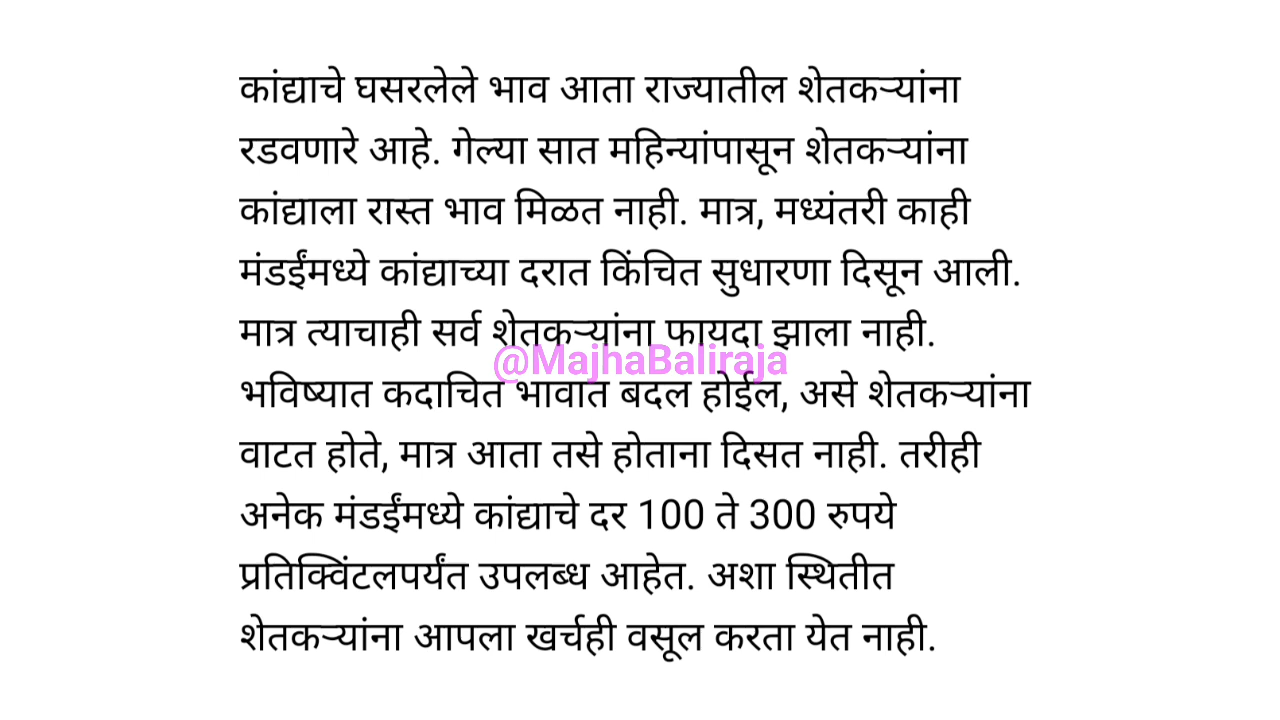 कांद्याचे घसरलेले भाव आता राज्यातील शेतकऱ्यांना
रडवणारे आहे. गेल्या सात महिन्यांपासून शेतकऱ्यांना
कांद्याला रास्त भाव मिळत नाही. मात्र, मध्यंतरी काही
मंडईंमध्ये कांद्याच्या दरात किंचित सुधारणा दिसून आली.
मात्र त्याचाही सर्व शेतकऱ्यांना फायदा झाला नाही.
@MajhaBaliraja
भविष्यात कदाचित भावात बदल होईल, असे शेतकऱ्यांना
वाटत होते, मात्र आता तसे होताना दिसत नाही. तरीही
अनेक मंडईंमध्ये कांद्याचे दर 100 ते 300 रुपये
प्रतिक्विंटलपर्यंत उपलब्ध आहेत. अशा स्थितीत
शेतकऱ्यांना आपला खर्चही वसूल करता येत नाही.